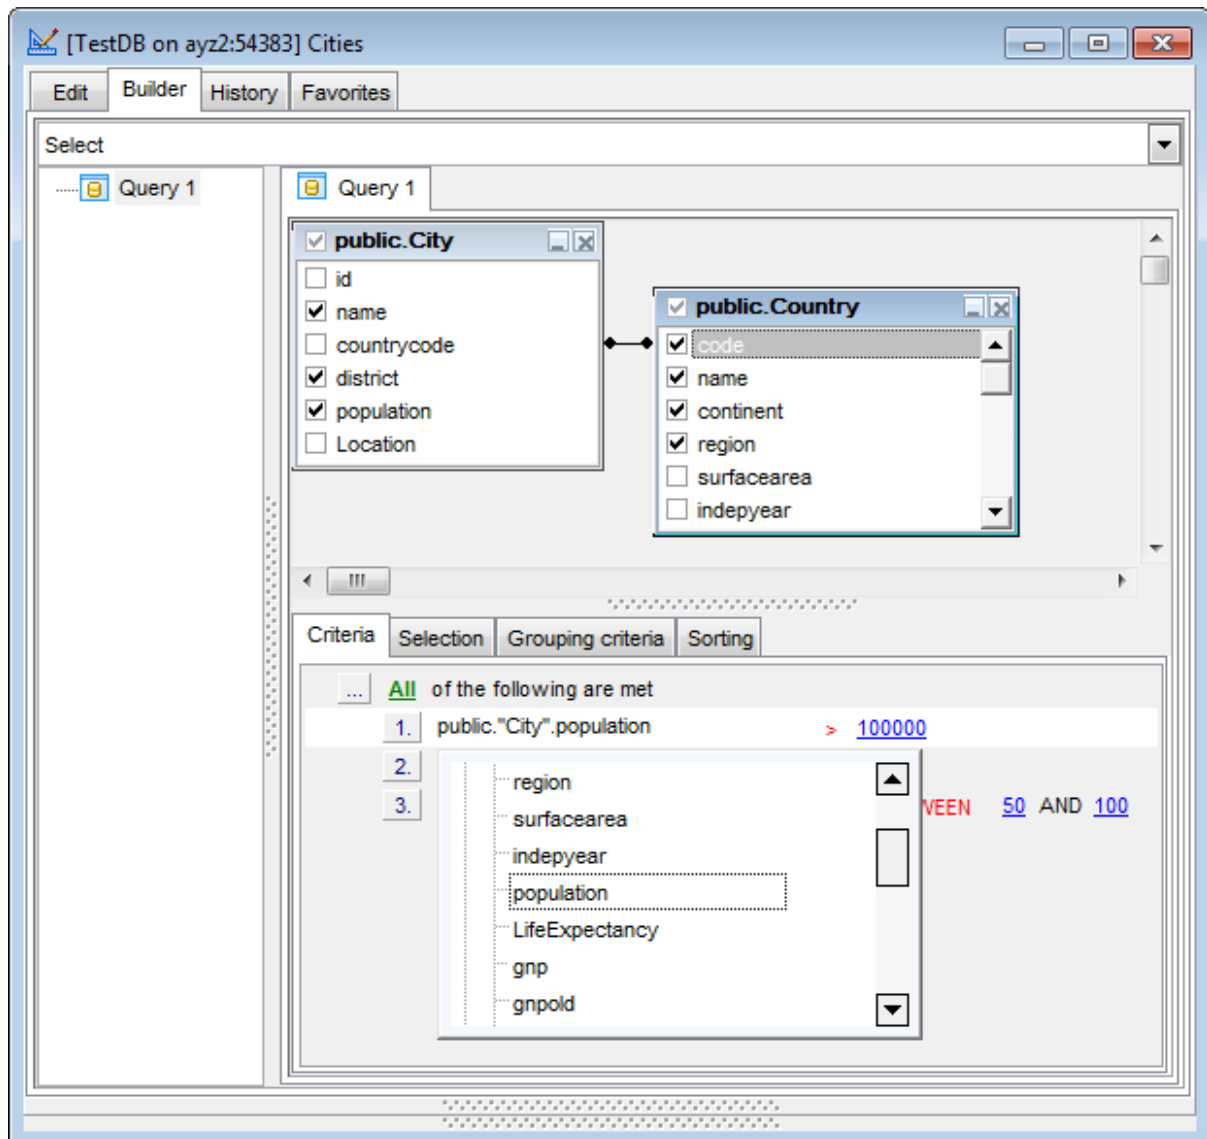 [TestDB on ayz2:54383] Cities
Edit Builder History Favorites
Select
Query 1
Query 1
public.City
id
name
countrycode
district
population
Location
public.Country
code
name
continent
region
surfacearea
indepyear
Criteria Selection Grouping criteria Sorting
... All of the following are met
1. public."City".population > 100000
2.
3. WEEN 50 AND 100
region
surfacearea
indepyear
population
LifeExpectancy
gnp
gnpold